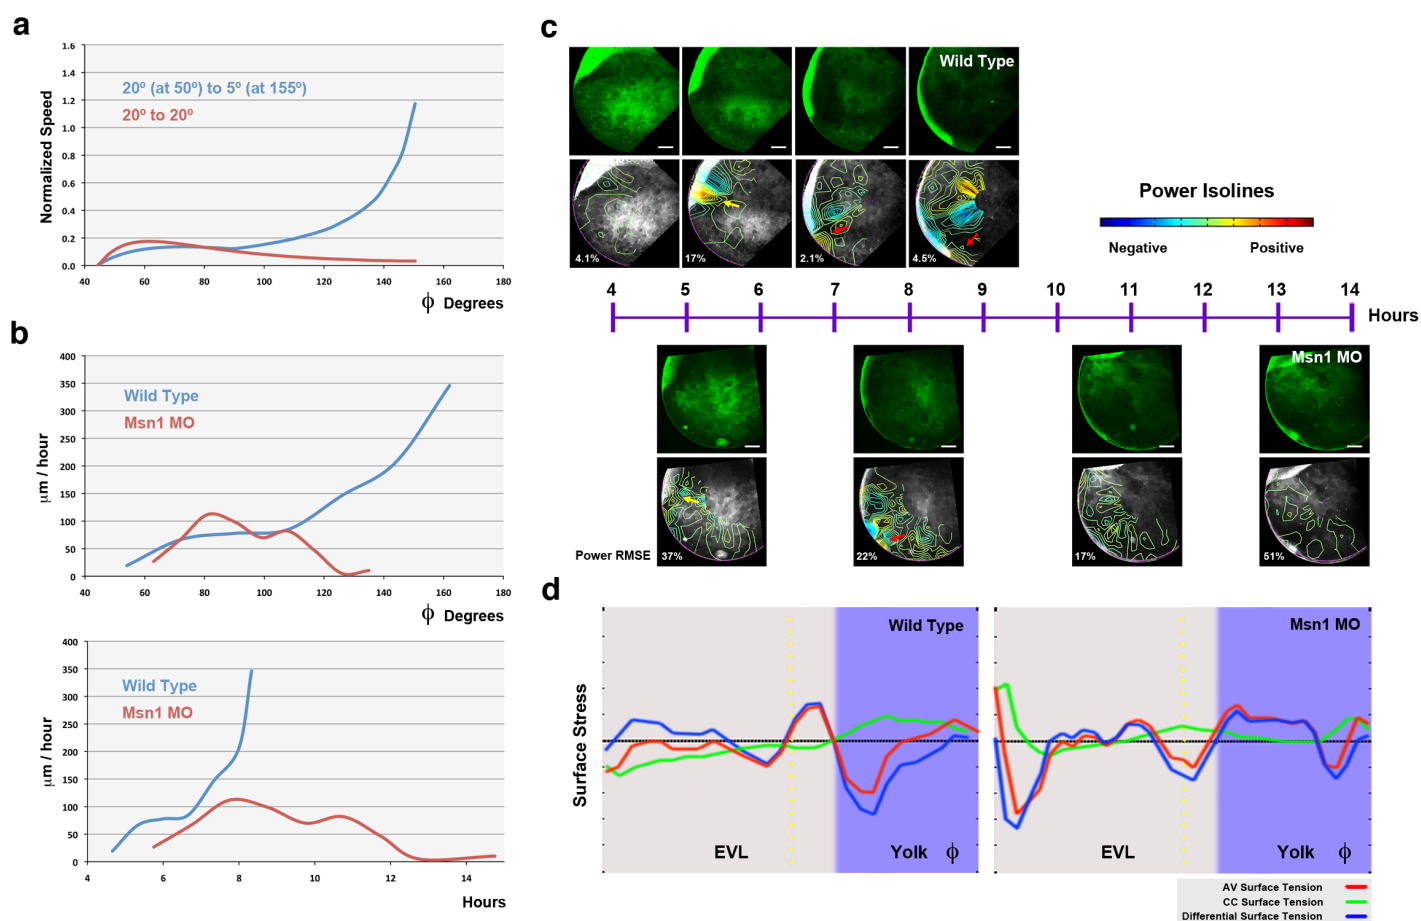 a
1.6
1.4
1.2
1.0
0.8
0.6
0.4
0.2
0.0
Normalized Speed
20º (at 50º) to 5º (at 155º)
20º to 20º
40 60 80 100 120 140 160 180
ϕ Degrees
b
400
350
300
250
200
150
100
50
0
µm / hour
Wild Type
Msn1 MO
40 60 80 100 120 140 160 180
ϕ Degrees
400
350
300
250
200
150
100
50
0
µm / hour
Wild Type
Msn1 MO
4 6 8 10 12 14
Hours
c
Wild Type
4.1% 17% 2.1% 4.5%
Power Isolines
Negative Positive
4 5 6 7 8 9 10 11 12 13 14
Hours
Msn1 MO
Power RMSE 37% 22% 17% 51%
d
Surface Stress
Wild Type
EVL Yolk ϕ
Msn1 MO
EVL Yolk ϕ
AV Surface Tension
CC Surface Tension
Differential Surface Tension